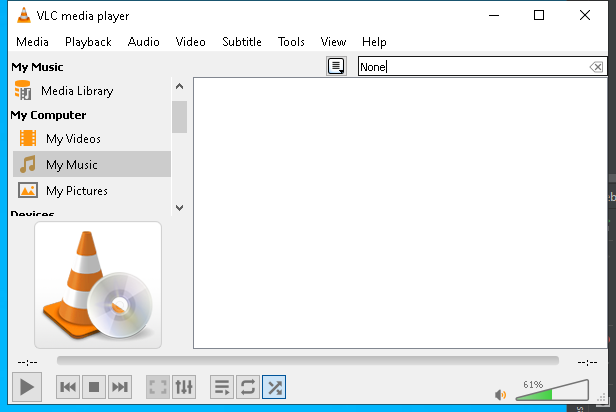 VLC media player
Media Playback Audio Video Subtitle Tools View Help
My Music
None
Media Library
My Computer
My Videos
My Music
My Pictures
Devices
--:-- --:--
61%